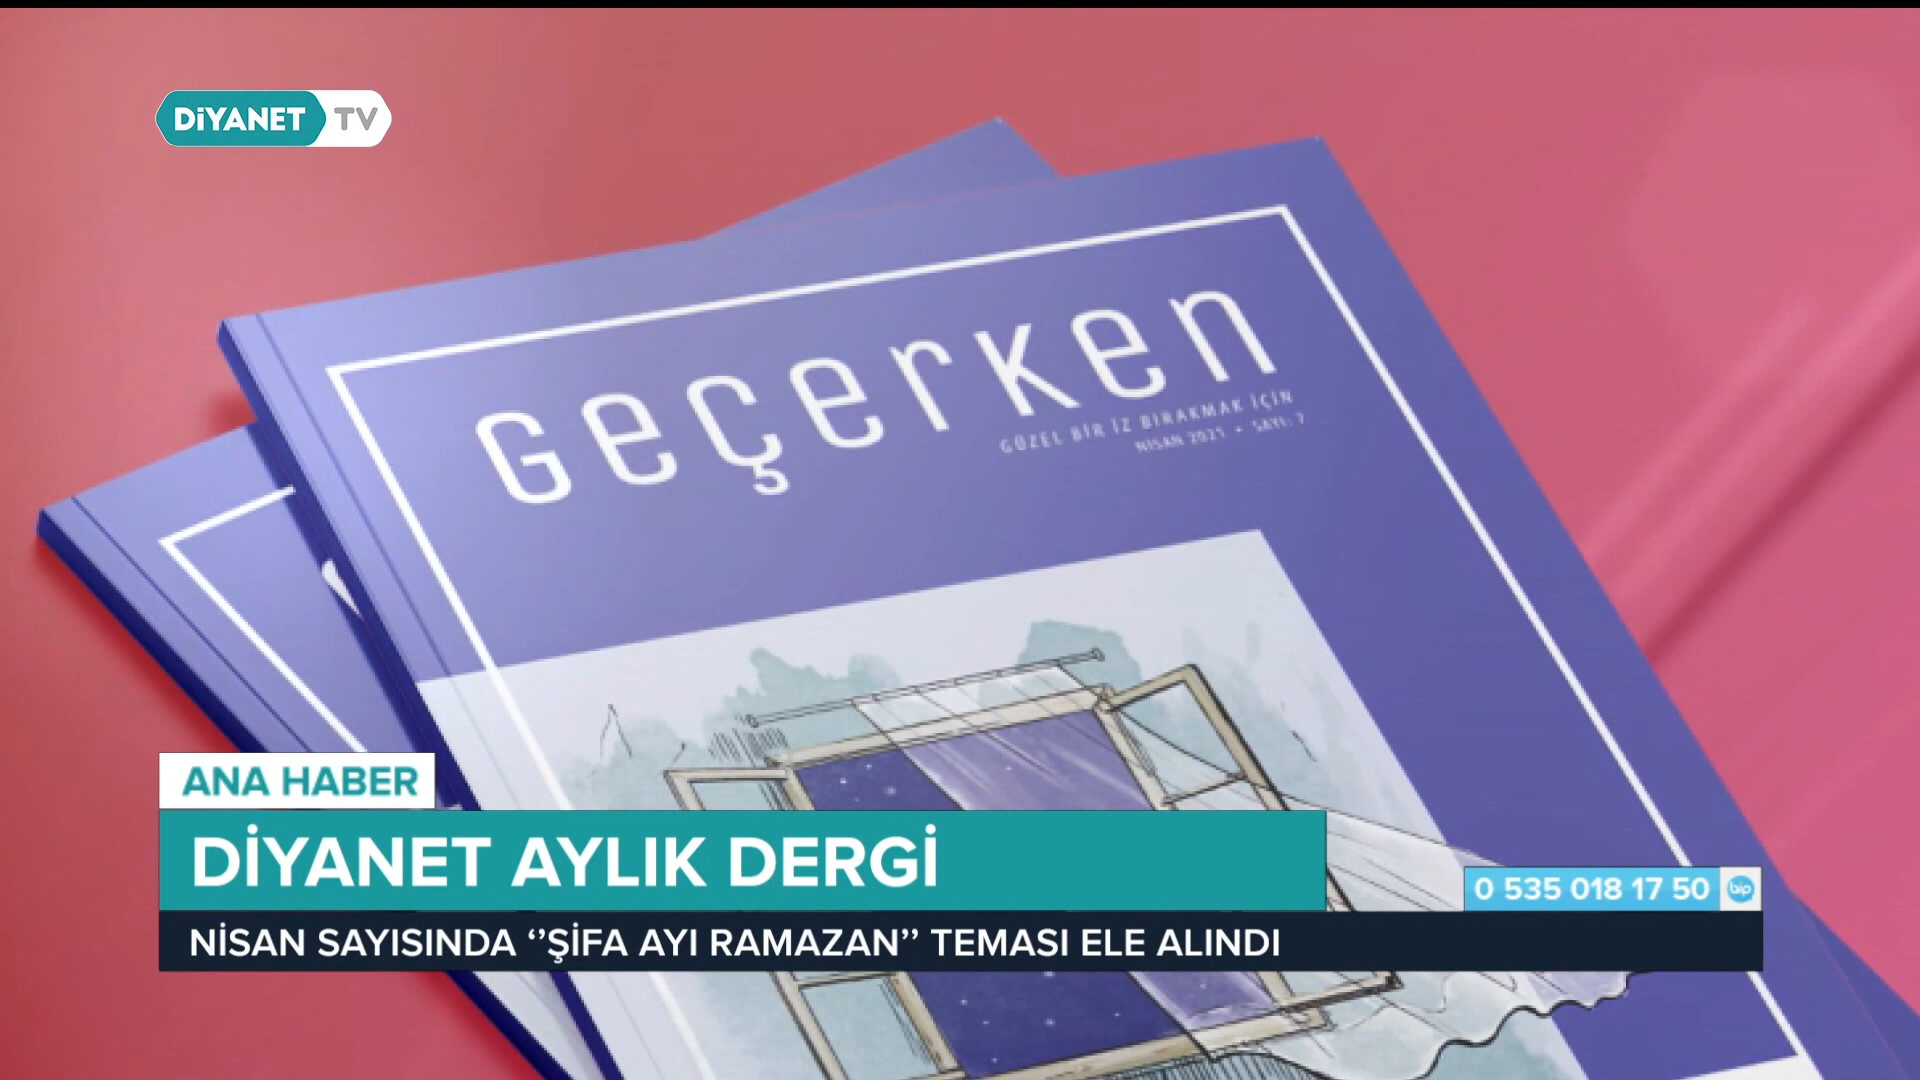 DİYANET TV
Geçerken
GÜZEL BİR İZ BIRAKMAK İÇİN
NİSAN 2021 • SAYI: 7
ANA HABER
DİYANET AYLIK DERGİ
0 535 018 17 50 bip
NİSAN SAYISINDA ‘’ŞİFA AYI RAMAZAN’’ TEMASI ELE ALINDI